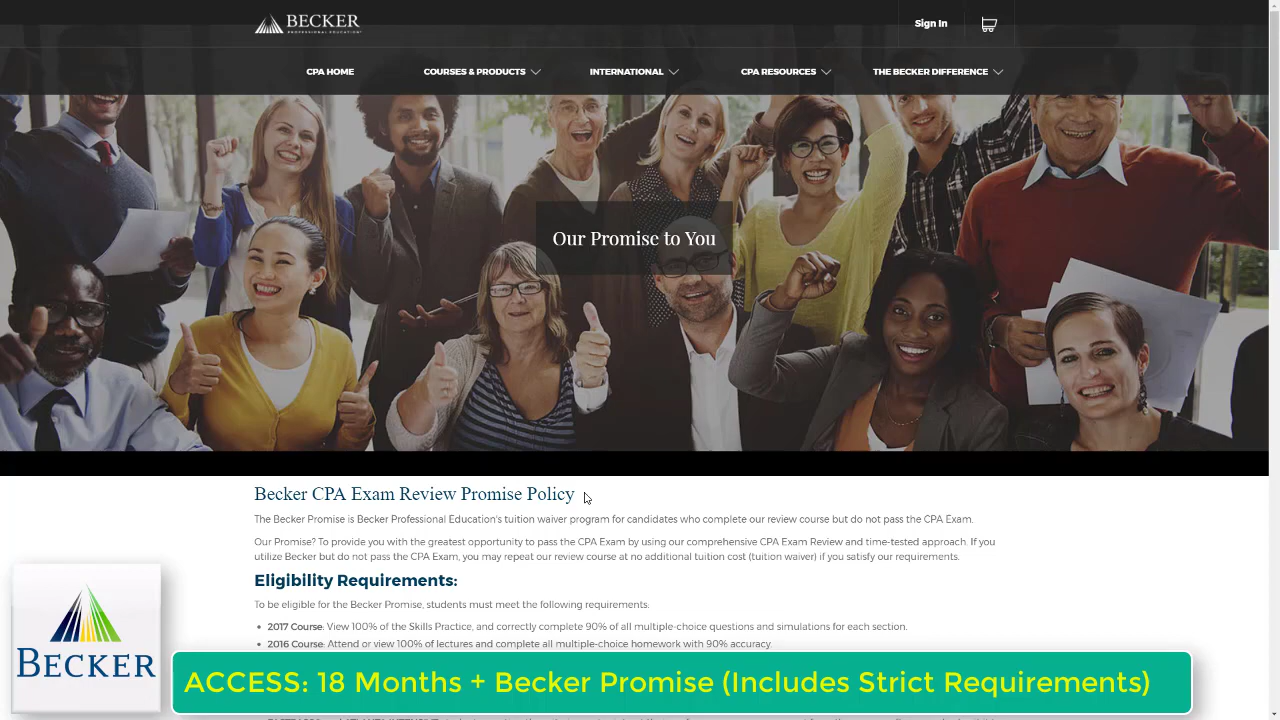 BECKER
PROFESSIONAL EDUCATION
Sign In
CPA HOME
COURSES & PRODUCTS
INTERNATIONAL
CPA RESOURCES
THE BECKER DIFFERENCE
Our Promise to You
Becker CPA Exam Review Promise Policy
The Becker Promise is Becker Professional Education's tuition waiver program for candidates who complete our review course but do not pass the CPA Exam.
Our Promise? To provide you with the greatest opportunity to pass the CPA Exam by using our comprehensive CPA Exam Review and time-tested approach. If you
utilize Becker but do not pass the CPA Exam, you may repeat our review course at no additional tuition cost (tuition waiver) if you satisfy our requirements.
Eligibility Requirements:
To be eligible for the Becker Promise, students must meet the following requirements:
• 2017 Course: View 100% of the Skills Practice, and correctly complete 90% of all multiple-choice questions and simulations for each section.
• 2016 Course: Attend or view 100% of lectures and complete all multiple-choice homework with 90% accuracy.
BECKER
ACCESS: 18 Months + Becker Promise (Includes Strict Requirements)